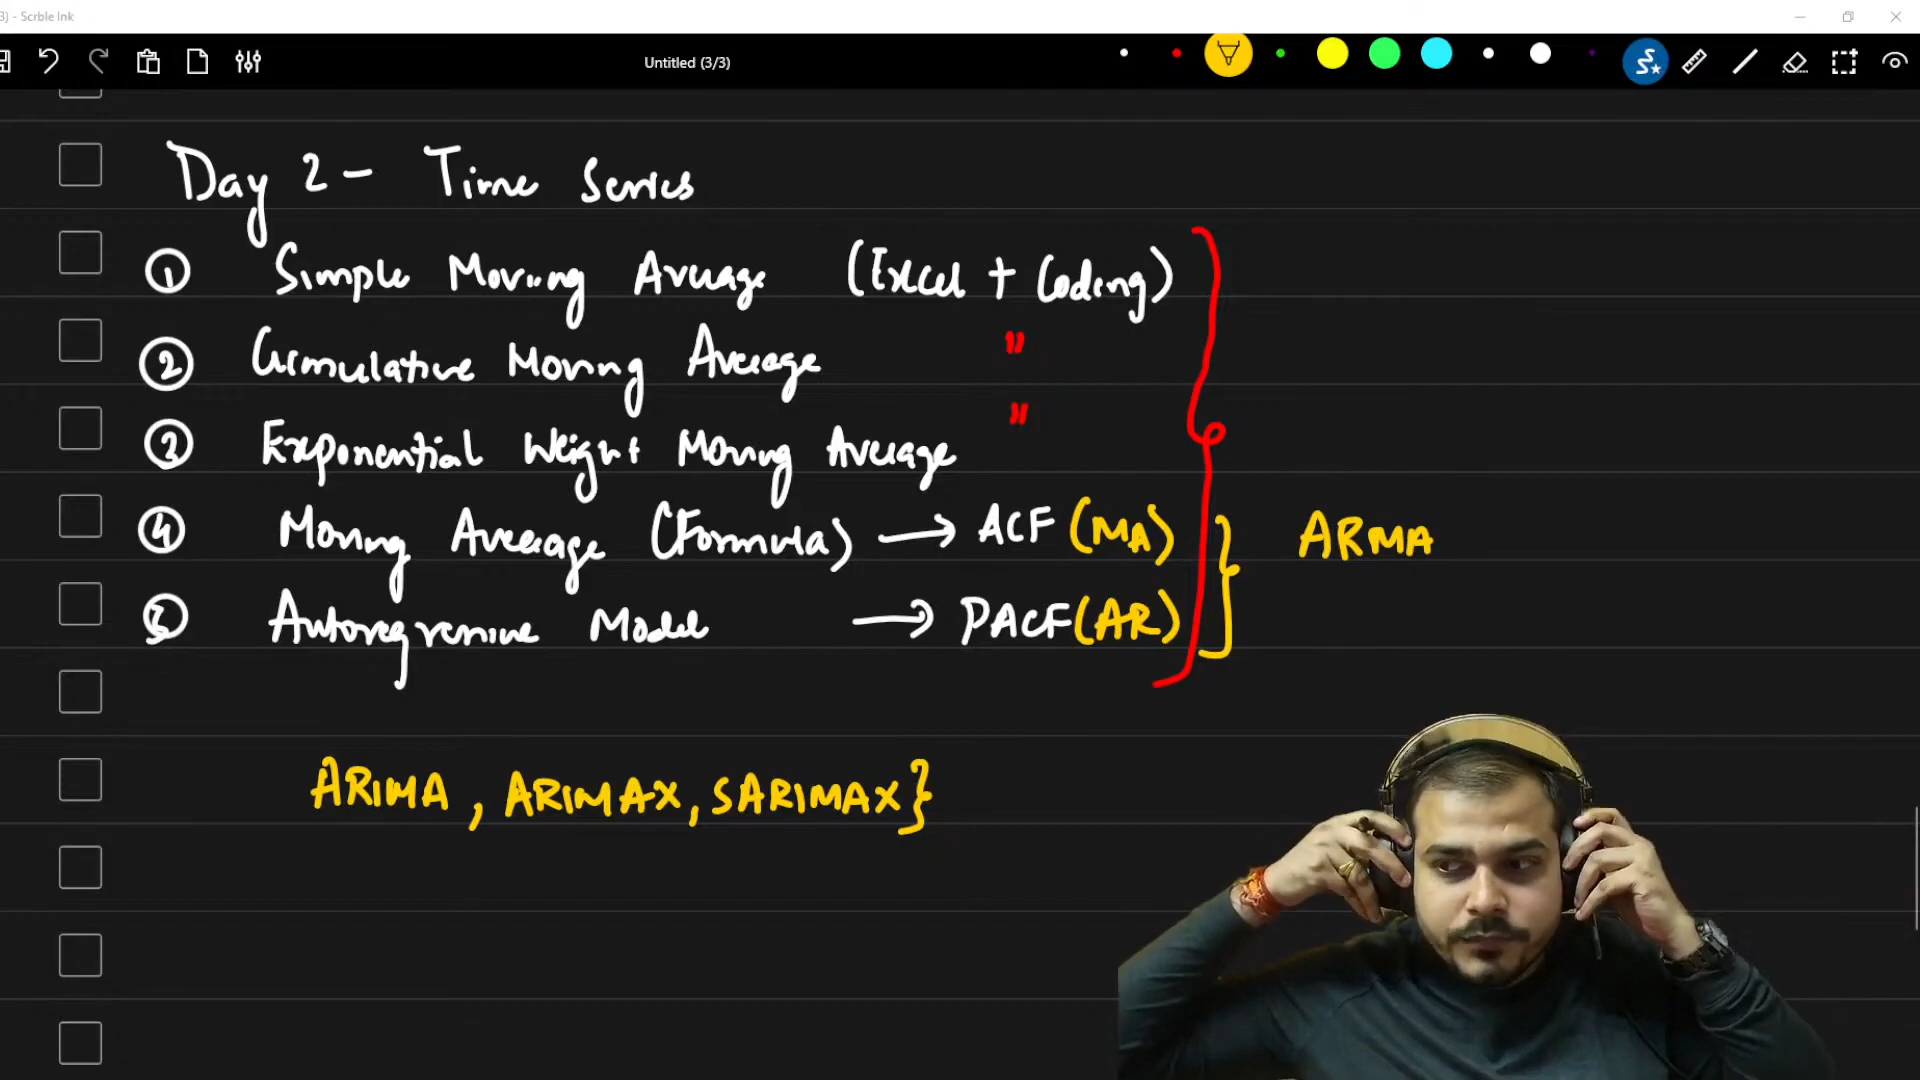 3) - Scrble Ink
Untitled (3/3)
Day 2 - Time Series
① Simple Moving Average (Excel + Coding)
② Cumulative Moving Average "
③ Exponential Weight Moving Average "
④ Moving Average (Formula) → ACF (MA)
⑤ Autoregressive Model → PACF (AR)
} ARMA
ARIMA, ARIMAX, SARIMAX }